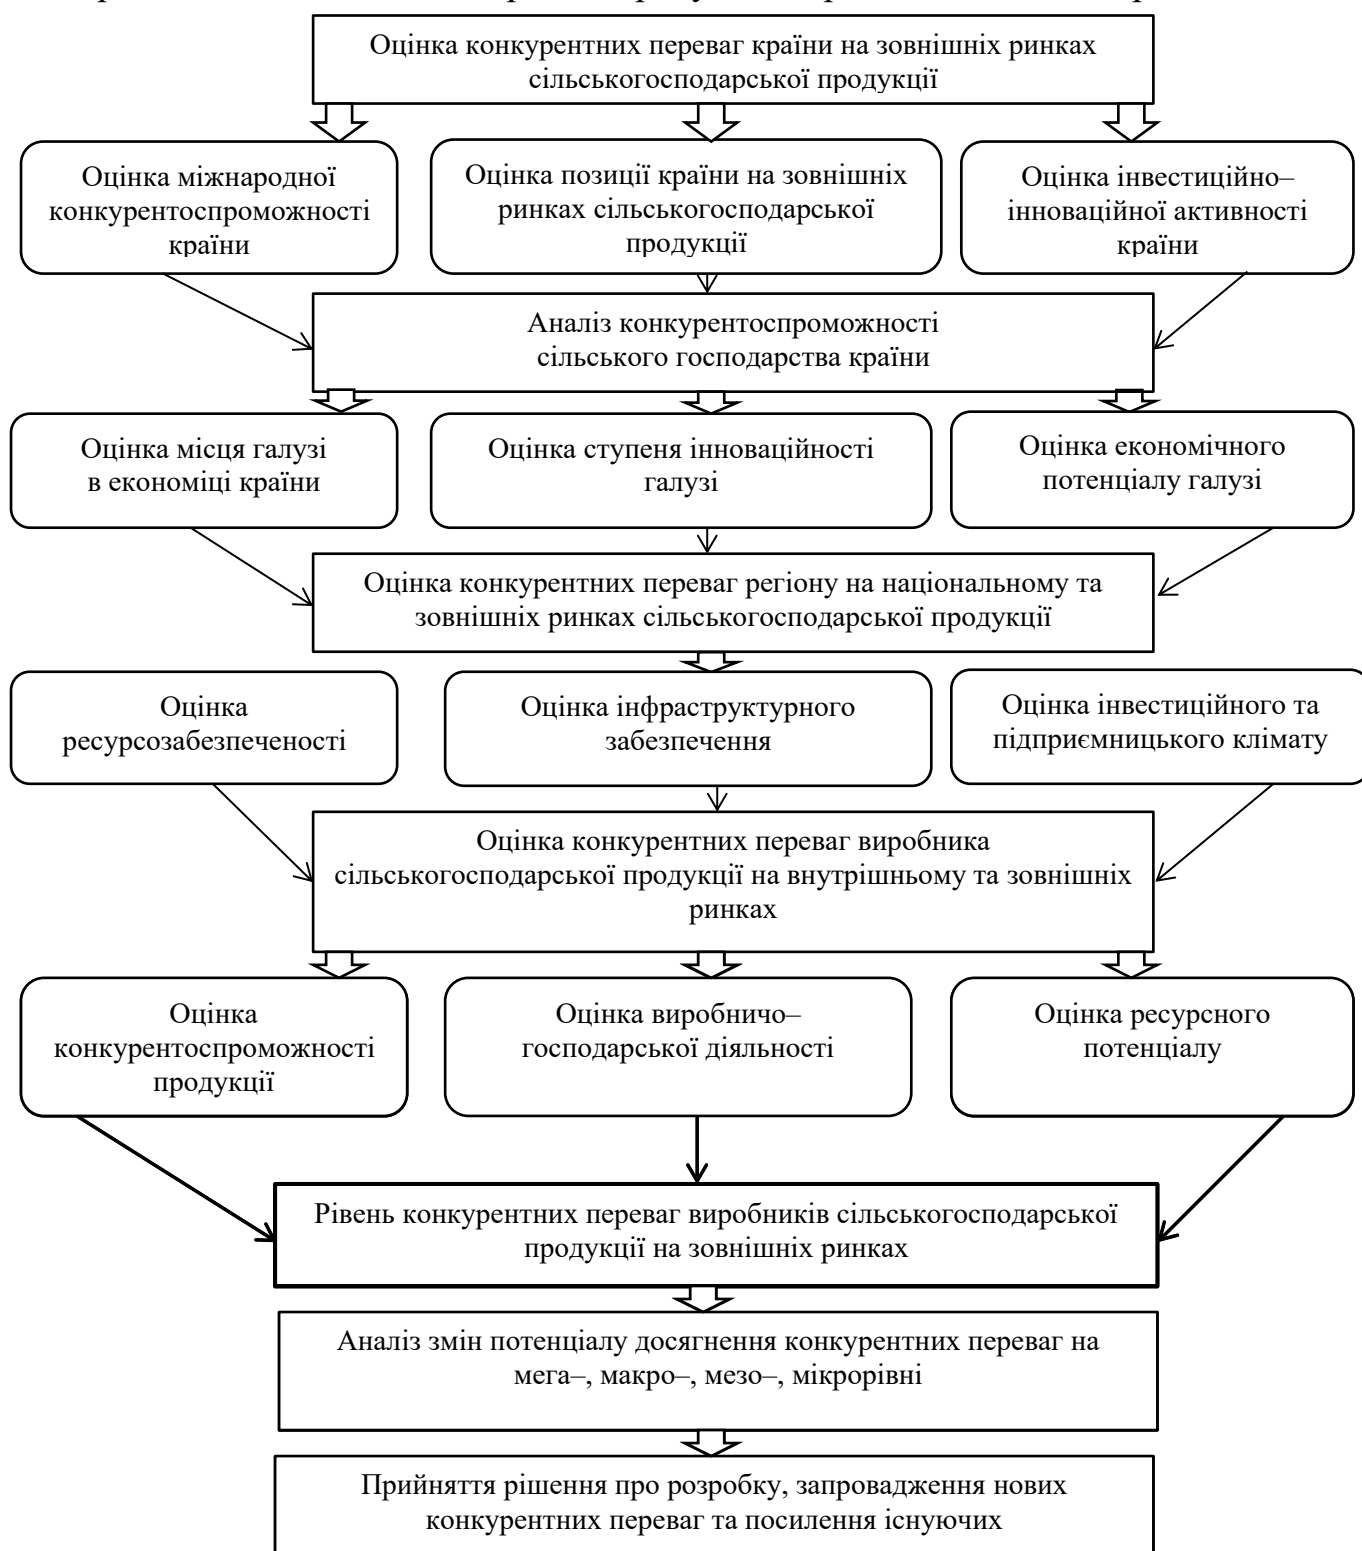 Оцінка конкурентних переваг країни на зовнішніх ринках
сільськогосподарської продукції
Оцінка міжнародної
конкурентоспроможності
країни
Оцінка позиції країни на зовнішніх
ринках сільськогосподарської
продукції
Оцінка інвестиційно–
інноваційної активності
країни
Аналіз конкурентоспроможності
сільського господарства країни
Оцінка місця галузі
в економіці країни
Оцінка ступеня інноваційності
галузі
Оцінка економічного
потенціалу галузі
Оцінка конкурентних переваг регіону на національному та
зовнішніх ринках сільськогосподарської продукції
Оцінка
ресурсозабезпеченості
Оцінка інфраструктурного
забезпечення
Оцінка інвестиційного та
підприємницького клімату
Оцінка конкурентних переваг виробника
сільськогосподарської продукції на внутрішньому та зовнішніх
ринках
Оцінка
конкурентоспроможності
продукції
Оцінка виробничо–
господарської діяльності
Оцінка ресурсного
потенціалу
Рівень конкурентних переваг виробників сільськогосподарської
продукції на зовнішніх ринках
Аналіз змін потенціалу досягнення конкурентних переваг на
мега–, макро–, мезо–, мікрорівні
Прийняття рішення про розробку, запровадження нових
конкурентних переваг та посилення існуючих